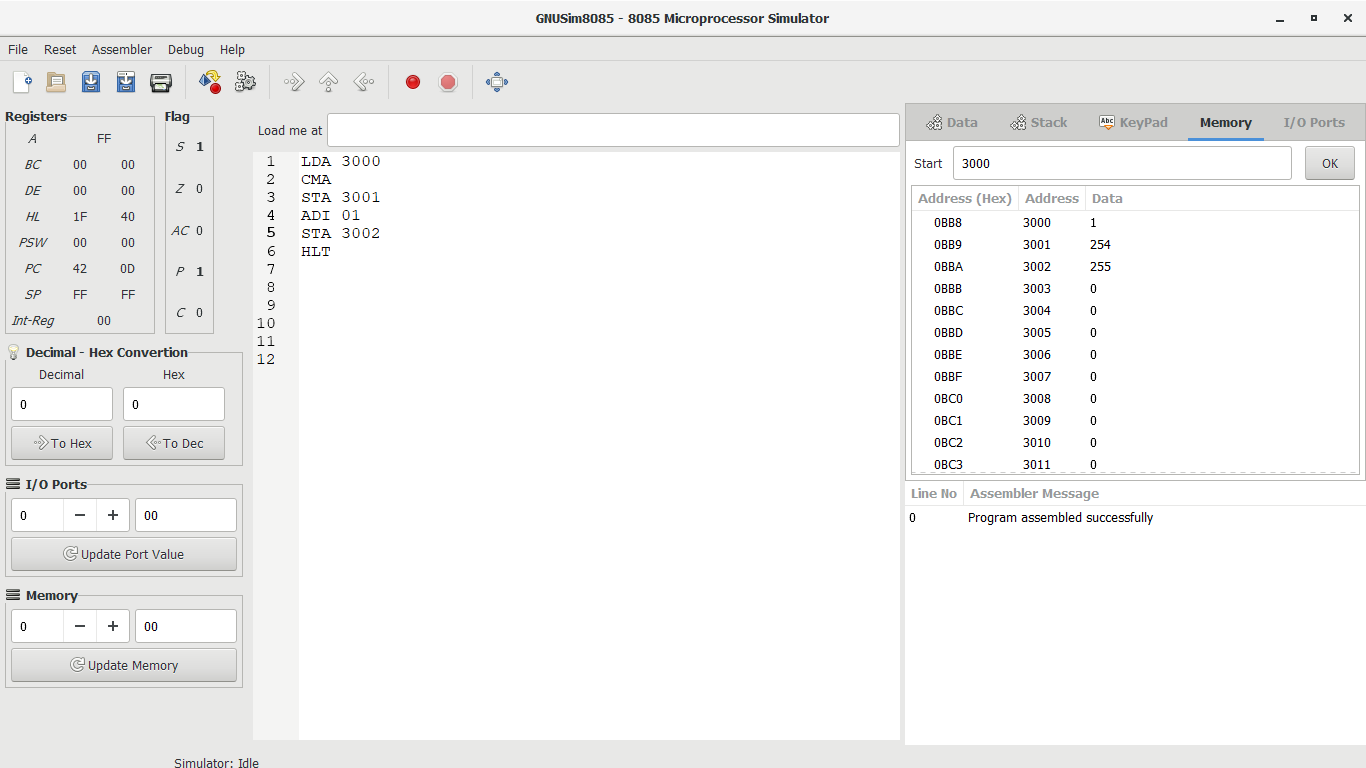 GNUSim8085 - 8085 Microprocessor Simulator
File Reset Assembler Debug Help
Registers
A FF
BC 00 00
DE 00 00
HL 1F 40
PSW 00 00
PC 42 0D
SP FF FF
Int-Reg 00
Flag
S 1
Z 0
AC 0
P 1
C 0
Decimal - Hex Convertion
Decimal Hex
0 0
To Hex To Dec
I/O Ports
0 − + 00
Update Port Value
Memory
0 − + 00
Update Memory
Load me at
1 LDA 3000
2 CMA
3 STA 3001
4 ADI 01
5 STA 3002
6 HLT
7
8
9
10
11
12
Data Stack Abc KeyPad Memory I/O Ports
Start 3000 OK
Address (Hex) Address Data
0BB8 3000 1
0BB9 3001 254
0BBA 3002 255
0BBB 3003 0
0BBC 3004 0
0BBD 3005 0
0BBE 3006 0
0BBF 3007 0
0BC0 3008 0
0BC1 3009 0
0BC2 3010 0
0BC3 3011 0
Line No Assembler Message
0 Program assembled successfully
Simulator: Idle